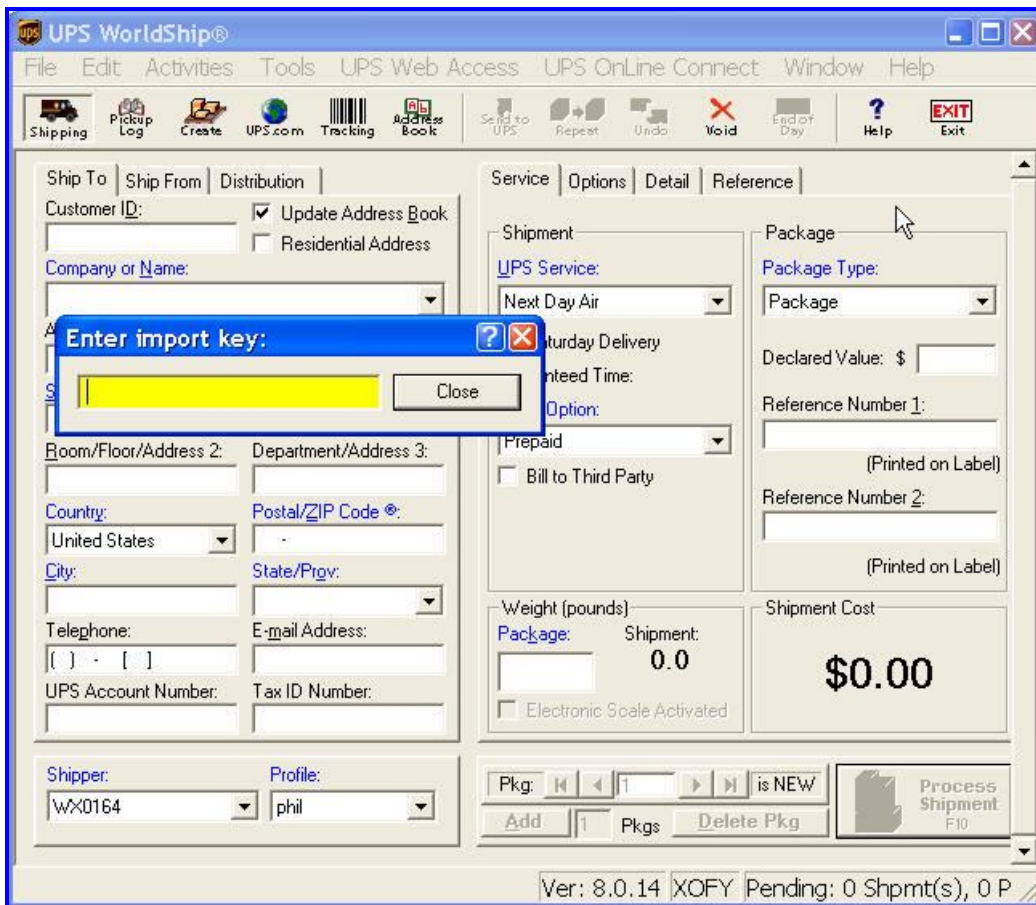 UPS WorldShip®
File Edit Activities Tools UPS Web Access UPS OnLine Connect Window Help
Shipping Pickup Log Create UPS.com Tracking Address Book Send to UPS Repeat Undo Void End of Day Help EXIT Exit
Ship To Ship From Distribution
Customer ID:
Update Address Book
Residential Address
Company or Name:
Enter import key:
Close
Room/Floor/Address 2: Department/Address 3:
Country: Postal/ZIP Code ®:
United States -
City: State/Prov:
Telephone: E-mail Address:
( ) - [ ]
UPS Account Number: Tax ID Number:
Shipper: Profile:
WX0164 phil
Service Options Detail Reference
Shipment
UPS Service:
Next Day Air
Delivery
Time:
Option:
Prepaid
Bill to Third Party
Package
Package Type:
Package
Declared Value: $
Reference Number 1:
(Printed on Label)
Reference Number 2:
(Printed on Label)
Weight (pounds)
Package: Shipment:
0.0
Electronic Scale Activated
Shipment Cost
$0.00
Pkg: 1 is NEW
Add 1 Pkgs Delete Pkg
Process
Shipment
F10
Ver: 8.0.14 XOFY Pending: 0 Shpmt(s), 0 P